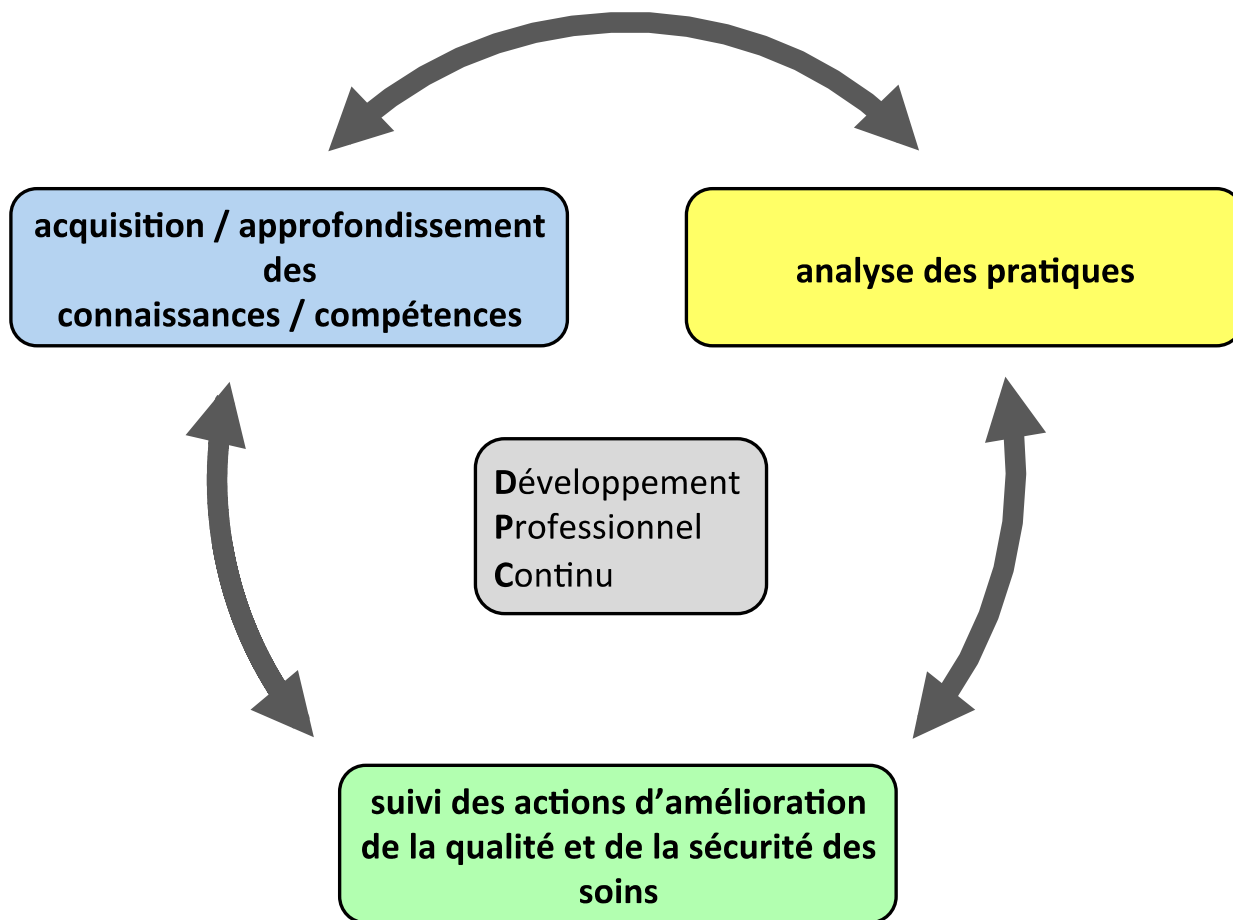 acquisition / approfondissement
des
connaissances / compétences
analyse des pratiques
Développement
Professionnel
Continu
suivi des actions d’amélioration
de la qualité et de la sécurité des
soins